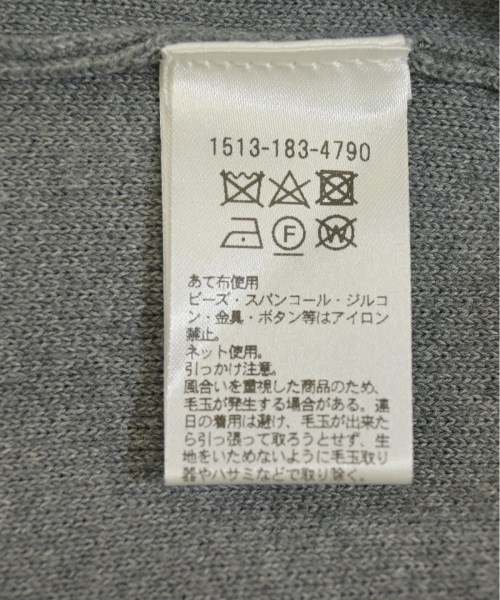 1513-183-4790
F
W
あて布使用
ビーズ・スパンコール・ジルコ
ン・金具・ボタン等はアイロン
禁止。
ネット使用。
引っかけ注意。
風合いを重視した商品のため、
毛玉が発生する場合がある。連
日の着用は避け、毛玉が出来た
ら引っ張って取ろうとせず、生
地をいためないように毛玉取り
器やハサミなどで取り除く。